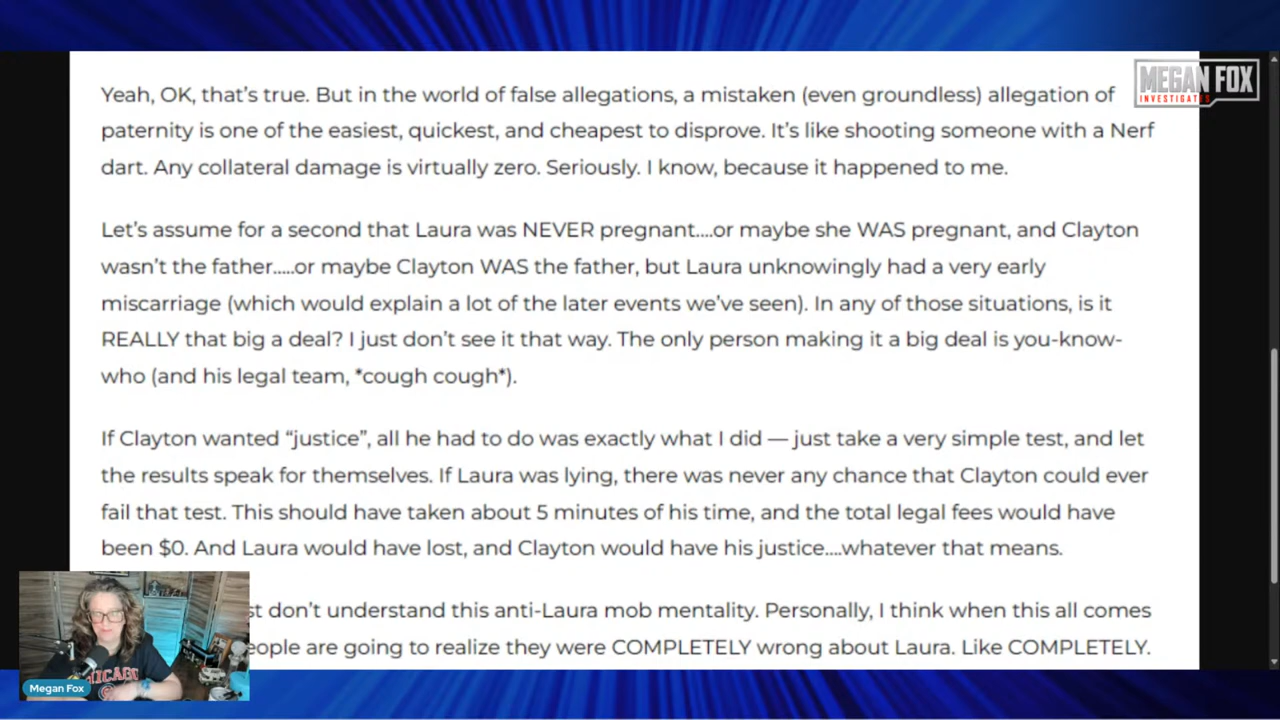 MEGAN FOX
INVESTIGATES
Yeah, OK, that's true. But in the world of false allegations, a mistaken (even groundless) allegation of
paternity is one of the easiest, quickest, and cheapest to disprove. It's like shooting someone with a Nerf
dart. Any collateral damage is virtually zero. Seriously. I know, because it happened to me.
Let's assume for a second that Laura was NEVER pregnant....or maybe she WAS pregnant, and Clayton
wasn't the father.....or maybe Clayton WAS the father, but Laura unknowingly had a very early
miscarriage (which would explain a lot of the later events we've seen). In any of those situations, is it
REALLY that big a deal? I just don't see it that way. The only person making it a big deal is you-know-
who (and his legal team, *cough cough*).
If Clayton wanted “justice”, all he had to do was exactly what I did — just take a very simple test, and let
the results speak for themselves. If Laura was lying, there was never any chance that Clayton could ever
fail that test. This should have taken about 5 minutes of his time, and the total legal fees would have
been $0. And Laura would have lost, and Clayton would have his justice....whatever that means.
don't understand this anti-Laura mob mentality. Personally, I think when this all comes
are going to realize they were COMPLETELY wrong about Laura. Like COMPLETELY.
CHICAGO
Megan Fox